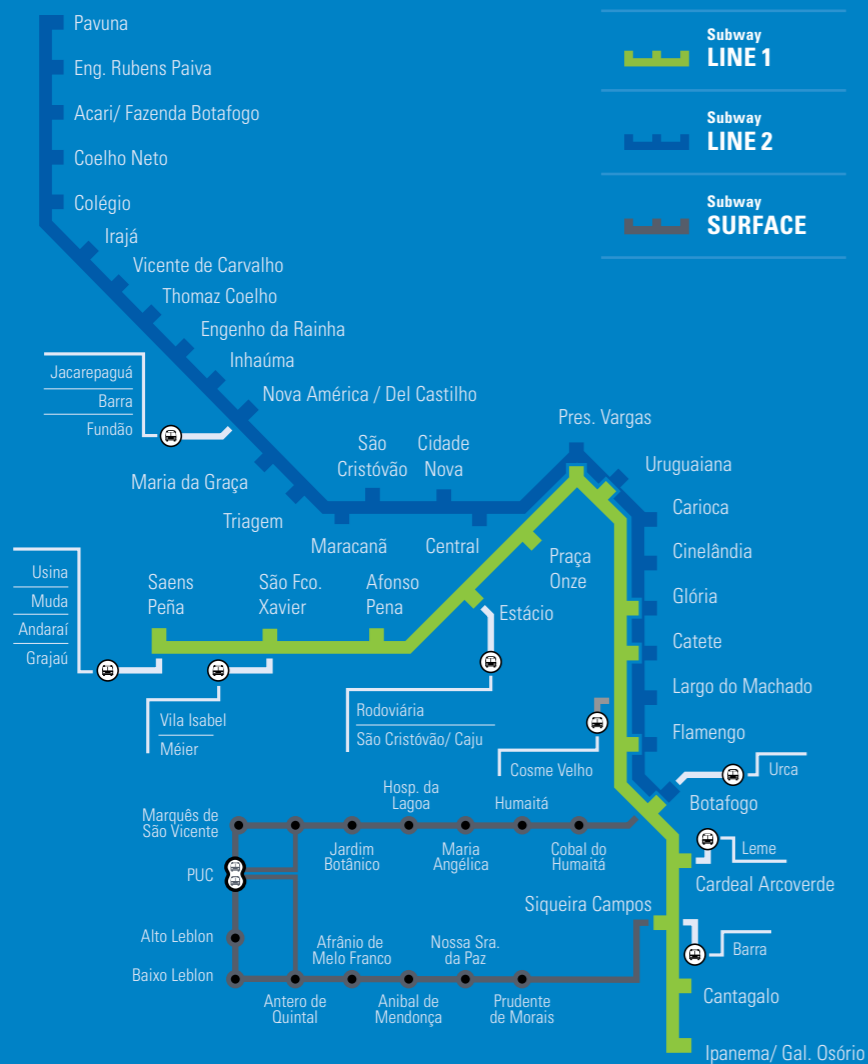 Pavuna
Eng. Rubens Paiva
Acari/ Fazenda Botafogo
Coelho Neto
Colégio
Irajá
Vicente de Carvalho
Thomaz Coelho
Engenho da Rainha
Inhaúma
Nova América / Del Castilho
Jacarepaguá
Barra
Fundão
Maria da Graça
Triagem
Maracanã
São
Cristóvão
Cidade
Nova
Central
Pres. Vargas
Uruguaiana
Carioca
Cinelândia
Glória
Catete
Largo do Machado
Flamengo
Botafogo
Urca
Subway
LINE 1
Subway
LINE 2
Subway
SURFACE
Usina
Muda
Andaraí
Grajaú
Saens
Peña
São Fco.
Xavier
Afonso
Pena
Estácio
Praça
Onze
Vila Isabel
Méier
Rodoviária
São Cristóvão/ Caju
Cosme Velho
Leme
Cardeal Arcoverde
Siqueira Campos
Barra
Cantagalo
Ipanema/ Gal. Osório
Marquês de
São Vicente
Jardim
Botânico
Hosp. da
Lagoa
Maria
Angélica
Humaitá
Cobal do
Humaitá
PUC
Alto Leblon
Baixo Leblon
Antero de
Quintal
Afrânio de
Melo Franco
Anibal de
Mendonça
Nossa Sra.
da Paz
Prudente
de Morais